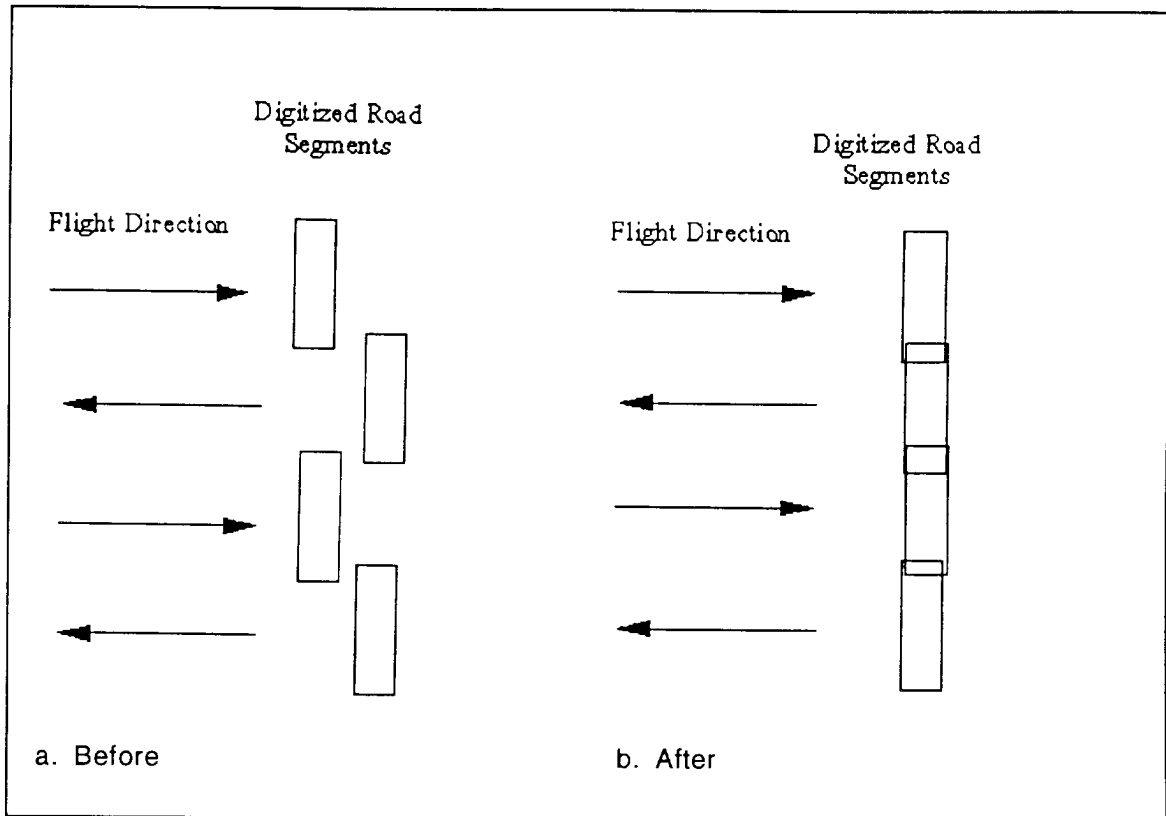 Digitized Road
Segments
Flight Direction
a. Before
Digitized Road
Segments
Flight Direction
b. After